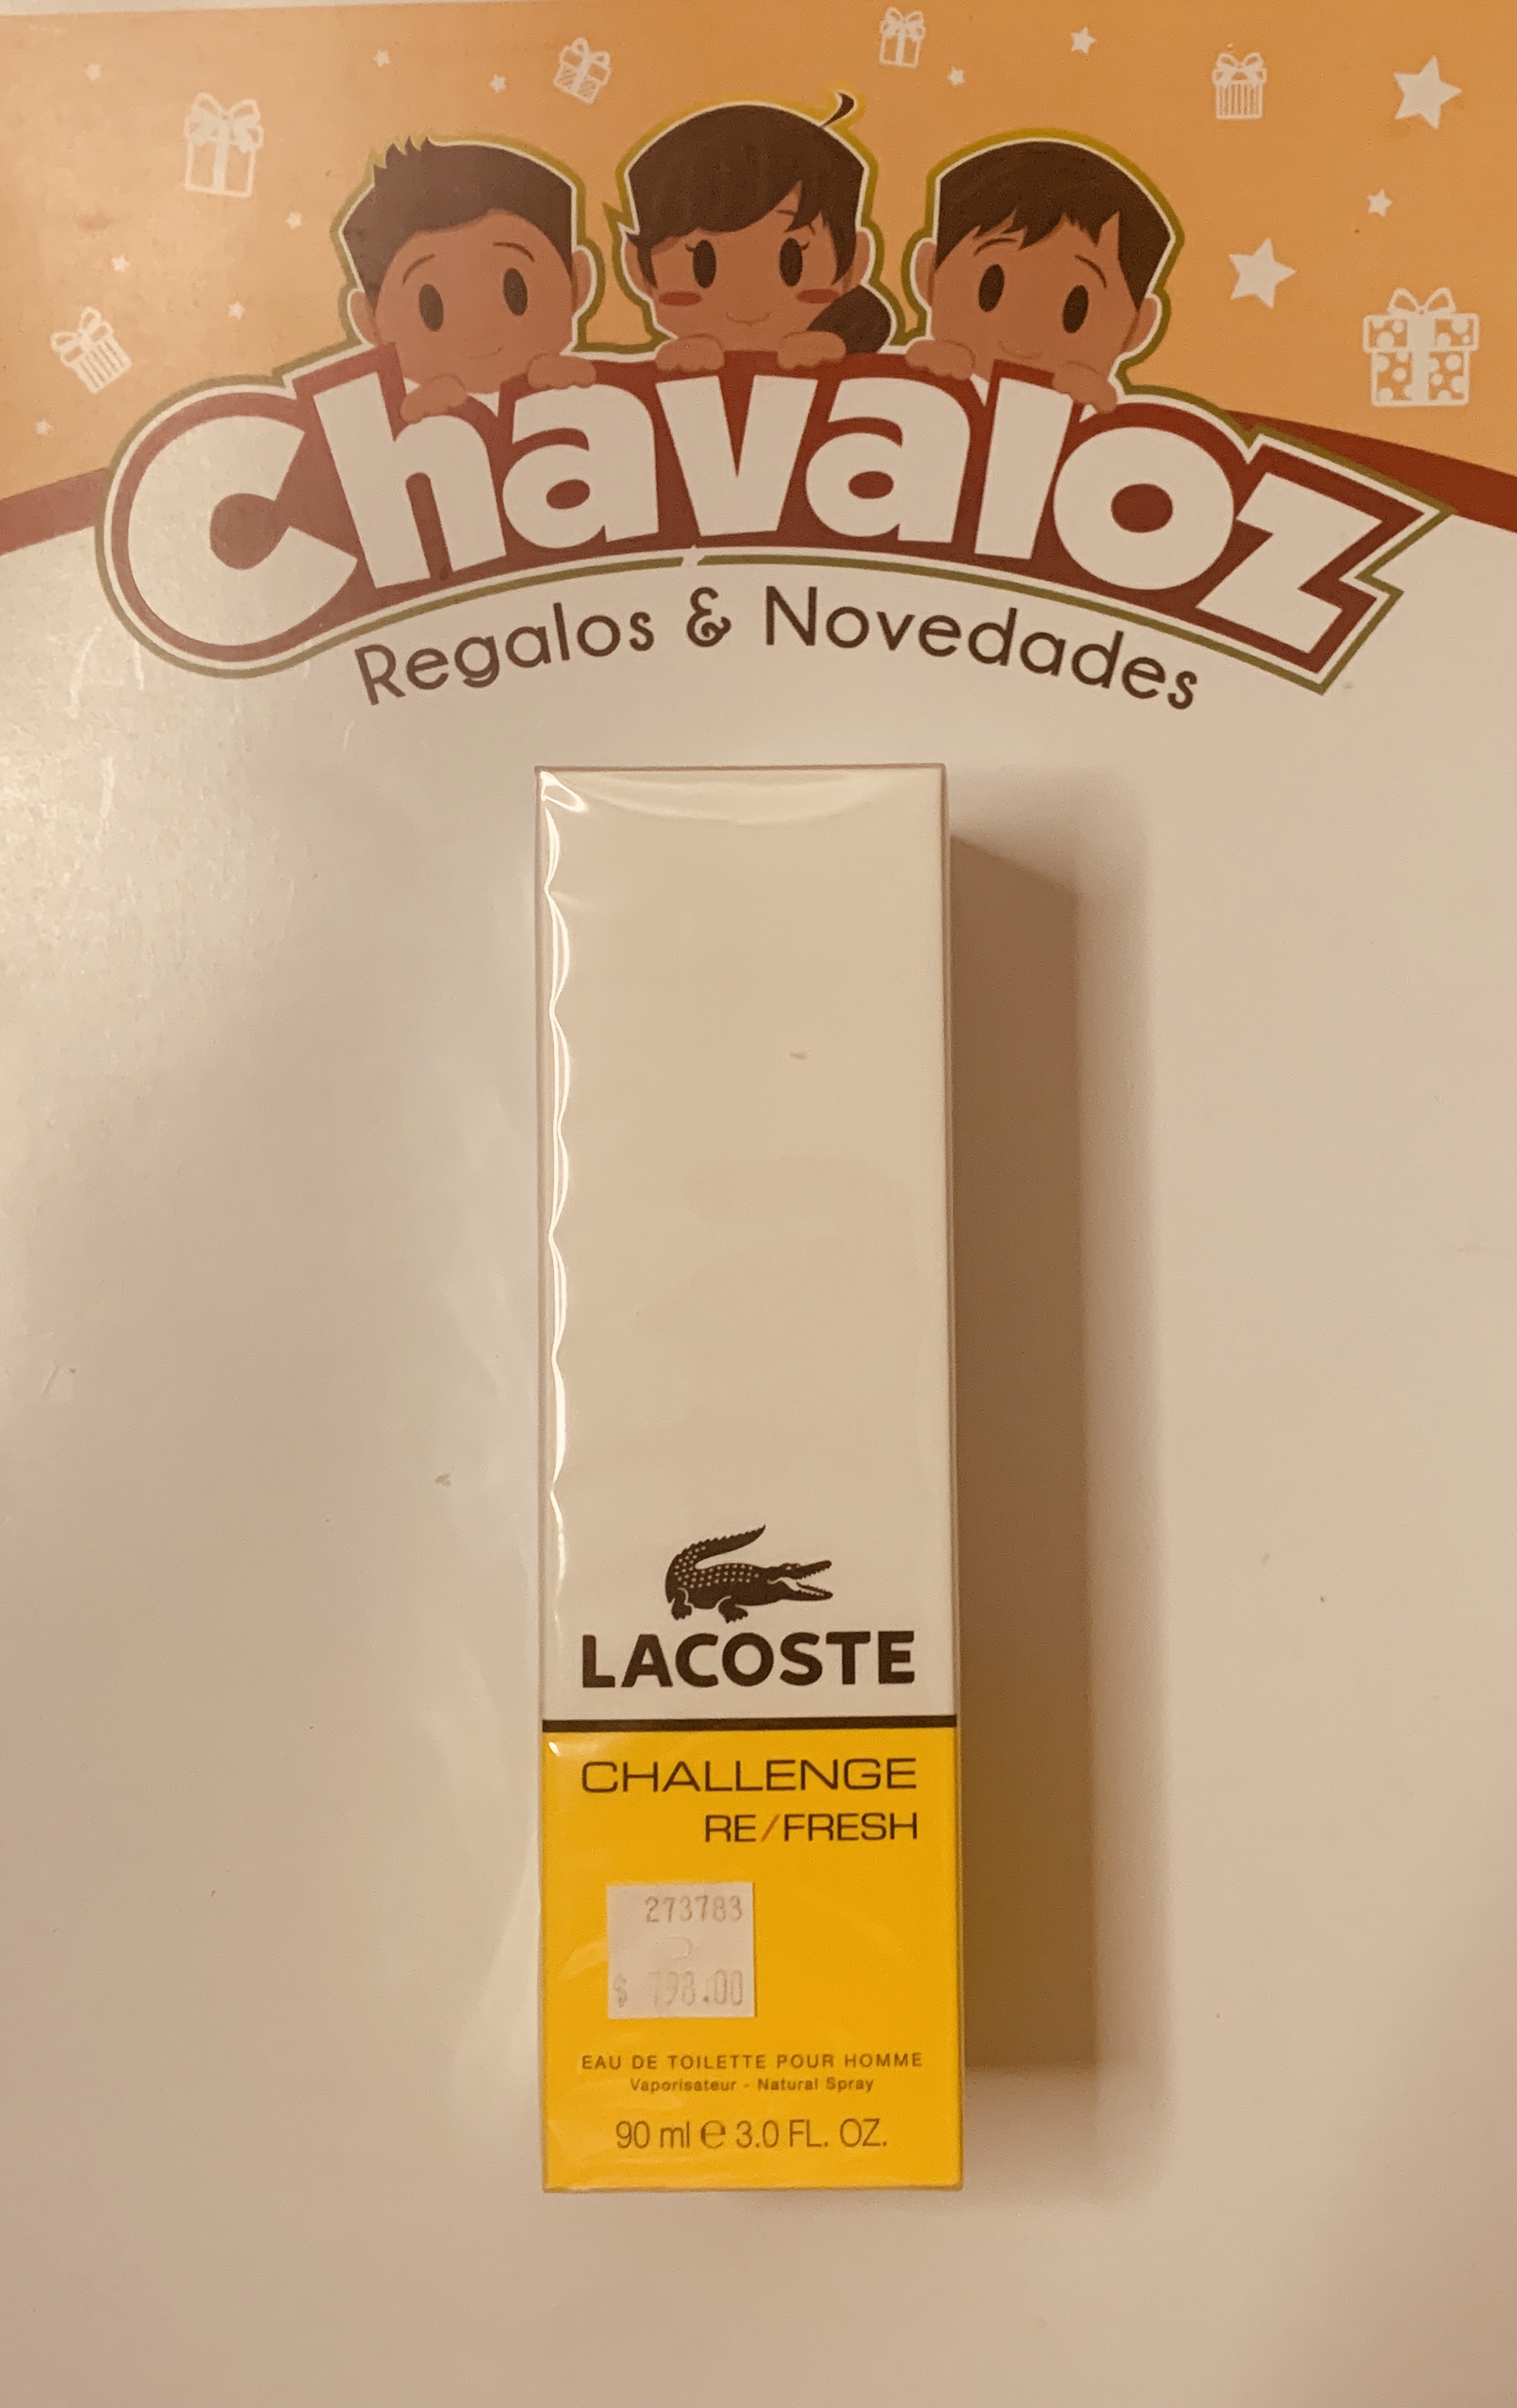 Chavaloz
Regalos & Novedades
LACOSTE
CHALLENGE
RE/FRESH
273783
$ 798.00
EAU DE TOILETTE POUR HOMME
Vaporisateur - Natural Spray
90 ml ℮ 3.0 FL. OZ.